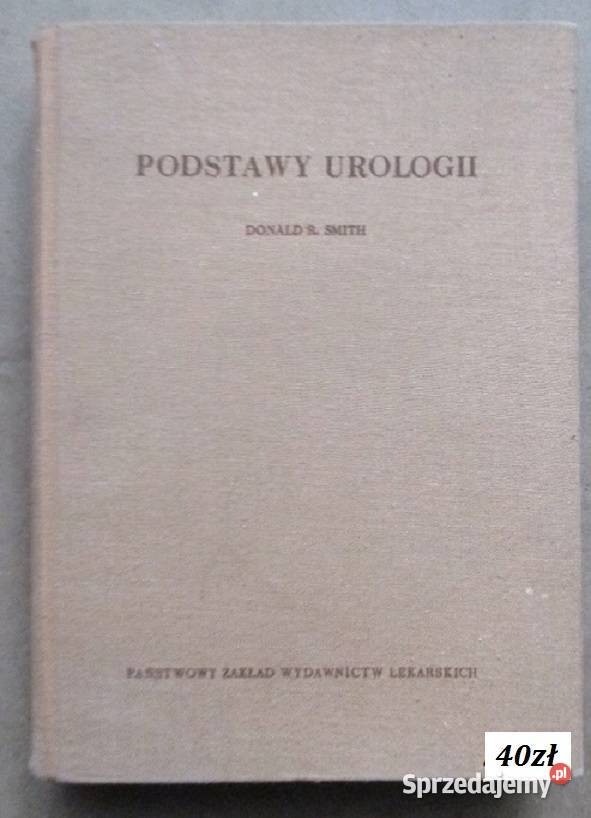 PODSTAWY UROLOGII
DONALD R. SMITH
PAŃSTWOWY ZAKŁAD WYDAWNICTW LEKARSKICH
40zł
Sprzedajemy.pl